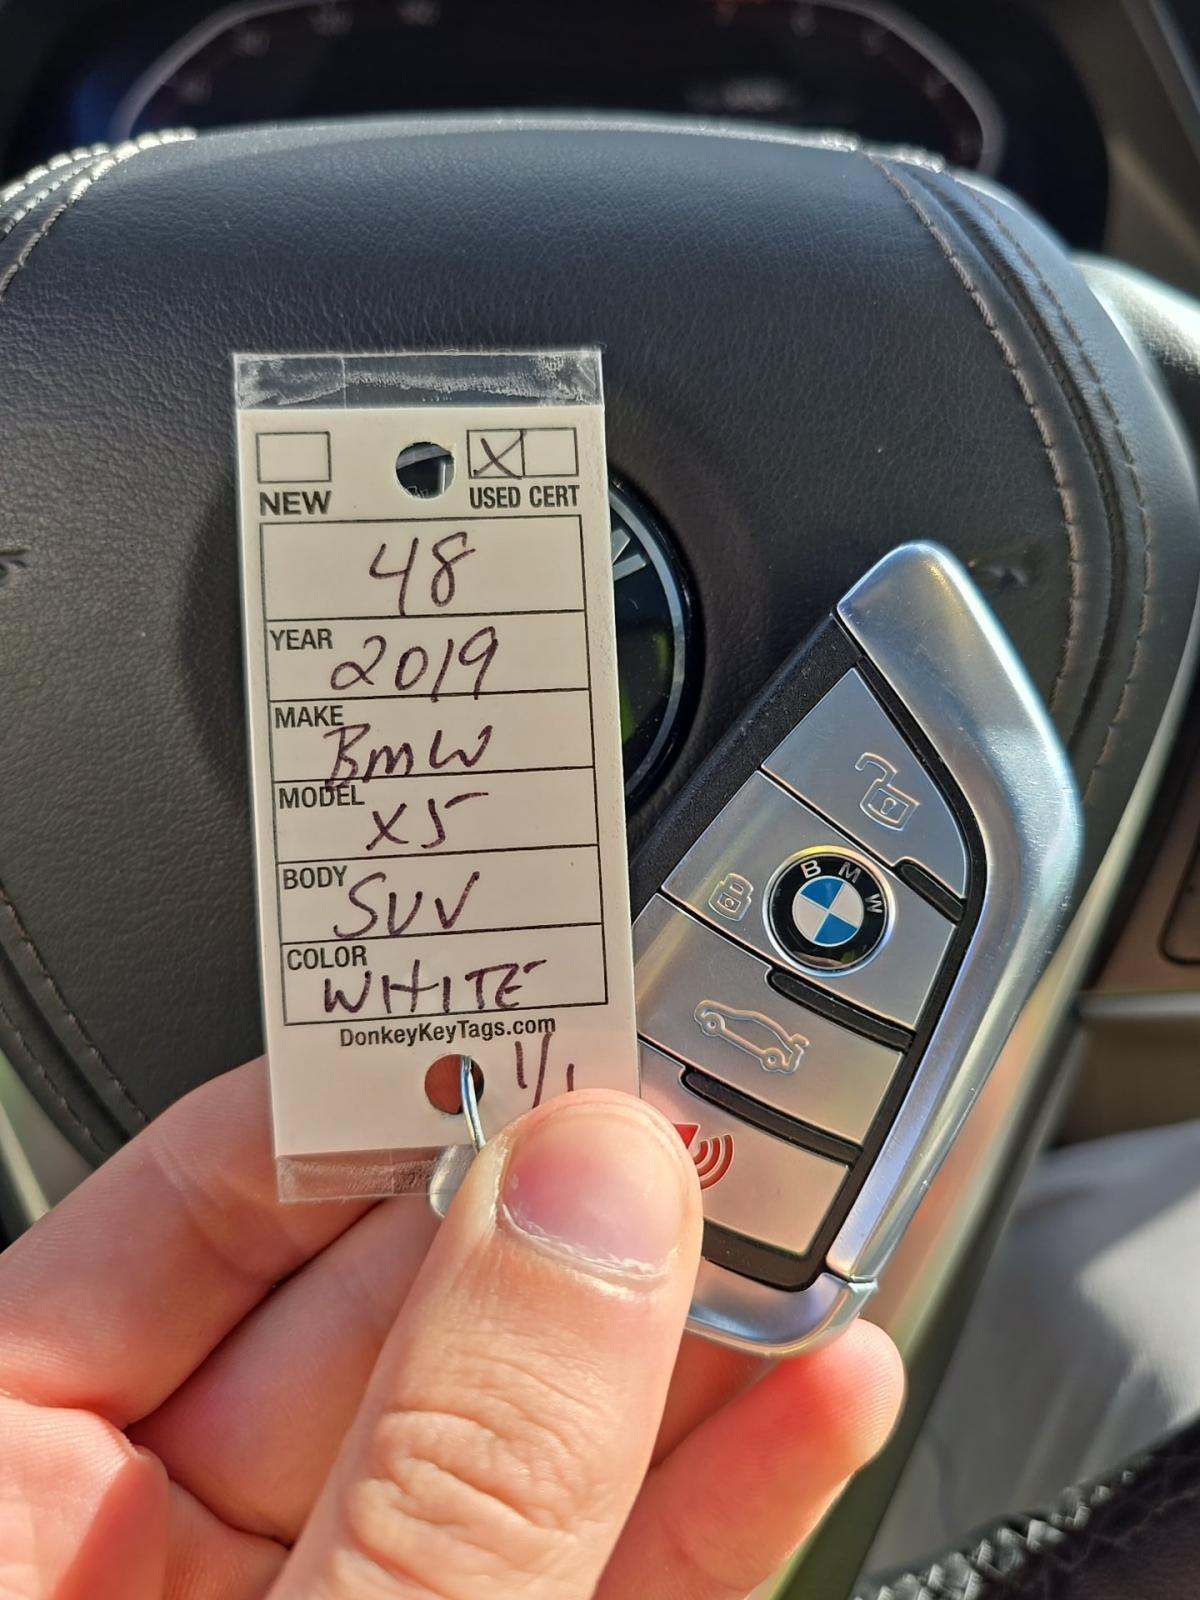 X
NEW
USED CERT
48
YEAR
2019
MAKE
BMW
MODEL
X5
BODY
SUV
COLOR
WHITE
DonkeyKeyTags.com
1/1
BMW